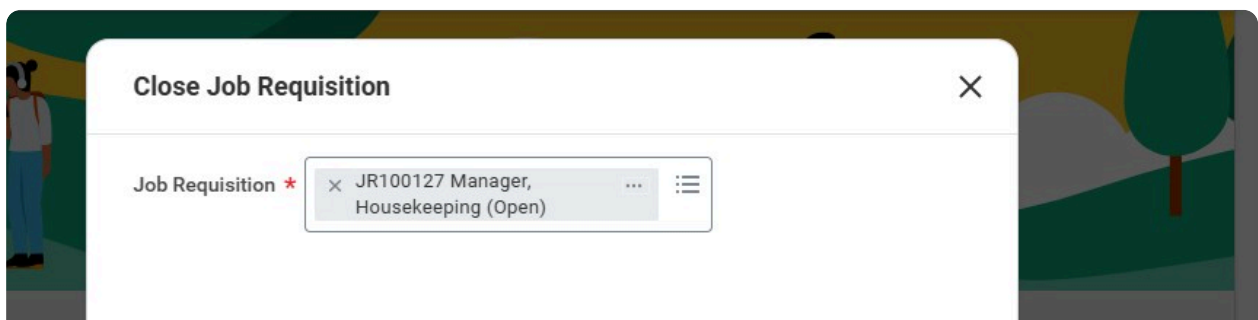 Close Job Requisition
Job Requisition *
JR100127 Manager,
Housekeeping (Open)